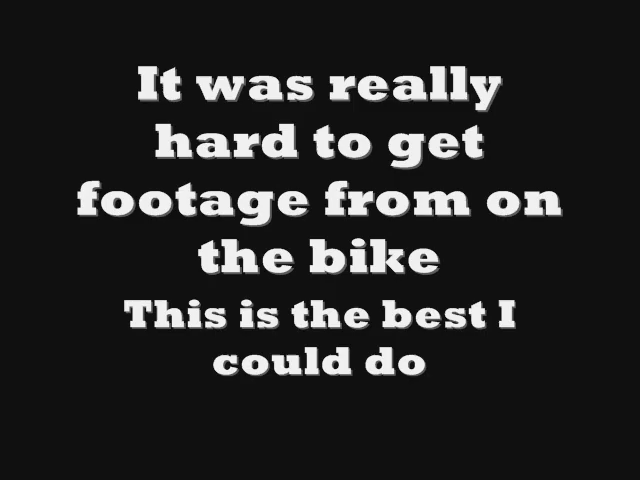 It was really
hard to get
footage from on
the bike
This is the best I
could do